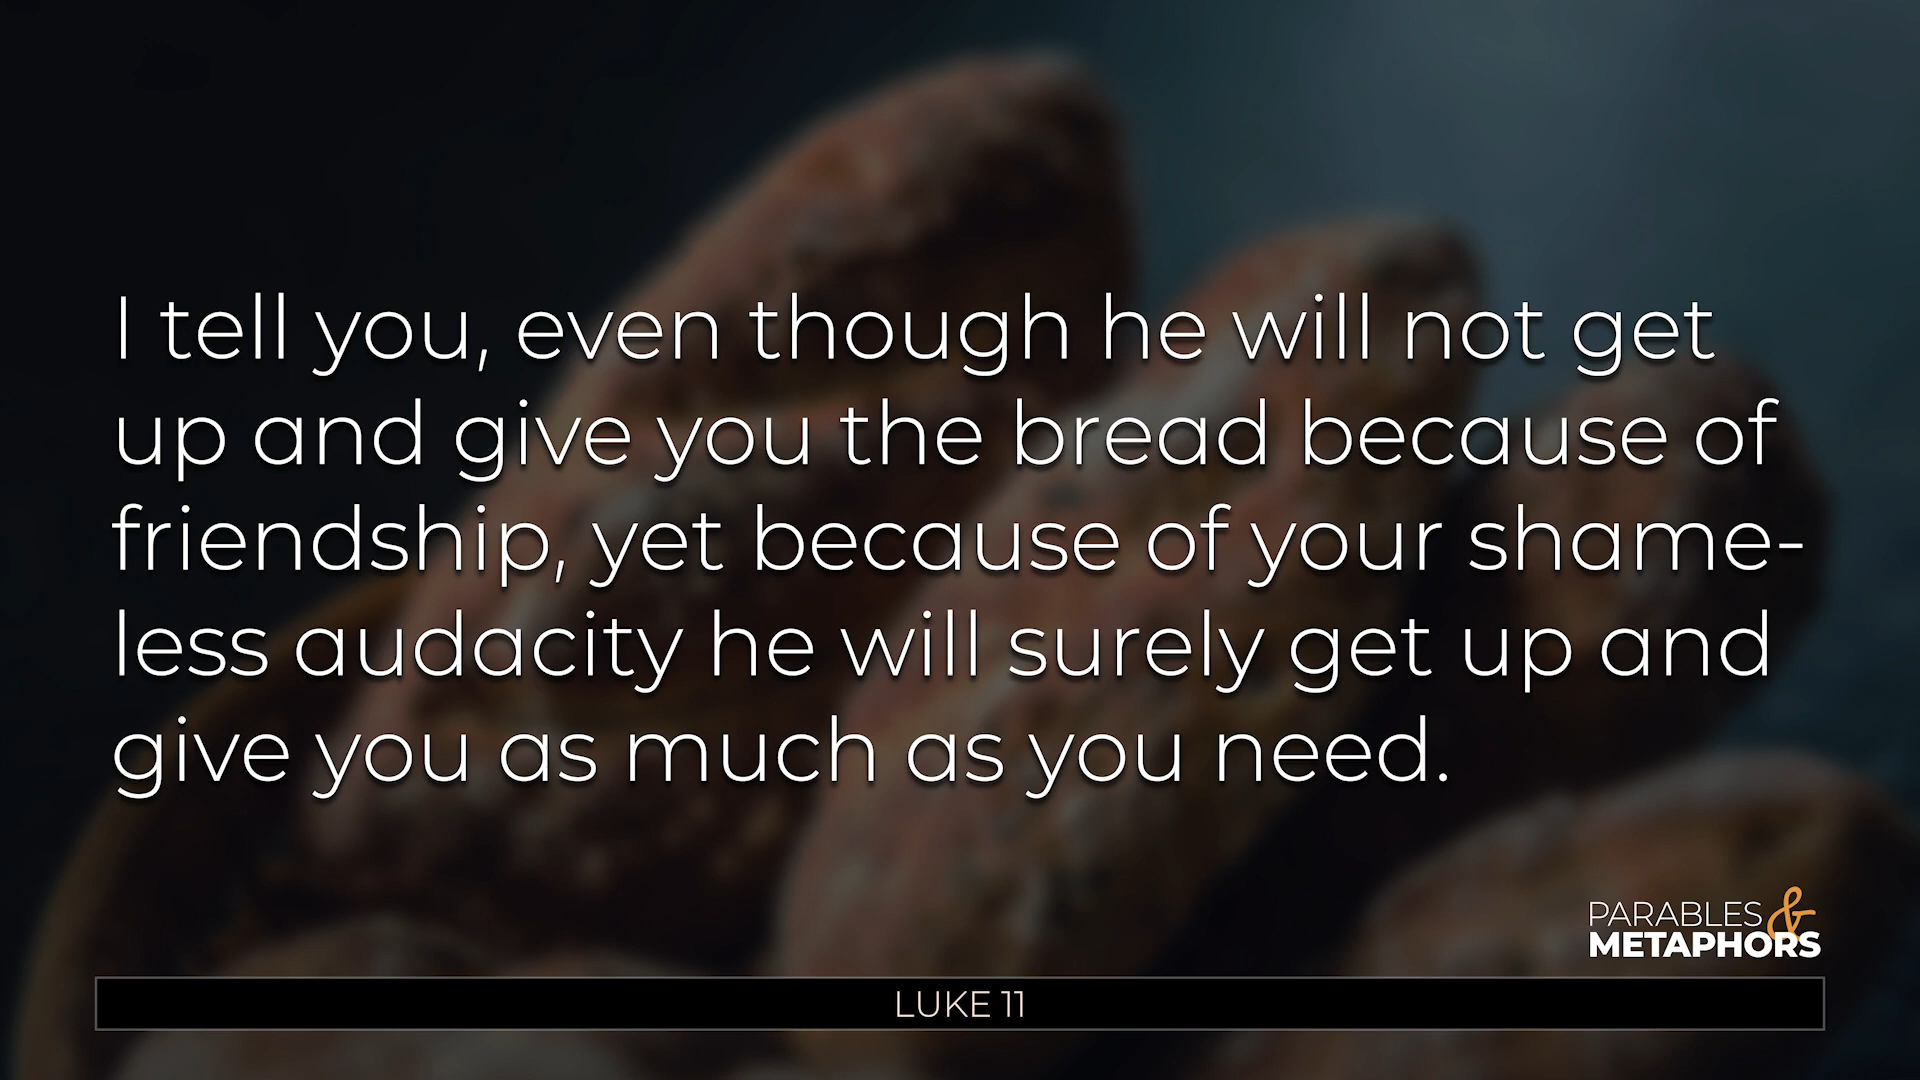 I tell you, even though he will not get
up and give you the bread because of
friendship, yet because of your shame-
less audacity he will surely get up and
give you as much as you need.
PARABLES &
METAPHORS
LUKE 11